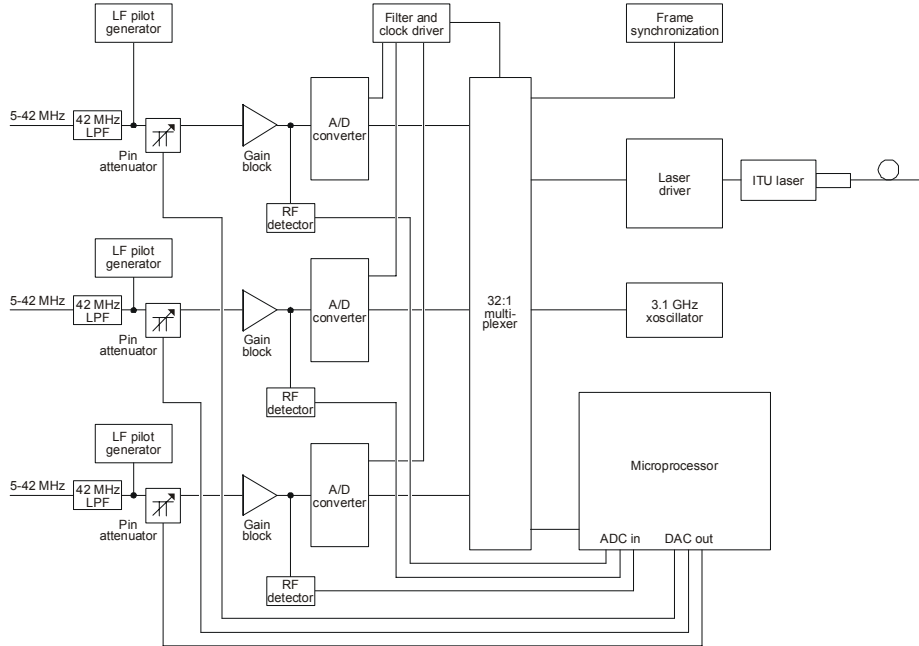 LF pilot
generator
Filter and
clock driver
Frame
synchronization
5-42 MHz
42 MHz
LPF
Pin
attenuator
Gain
block
A/D
converter
RF
detector
Laser
driver
ITU laser
LF pilot
generator
5-42 MHz
42 MHz
LPF
Pin
attenuator
Gain
block
A/D
converter
RF
detector
32:1
multi-
plexer
3.1 GHz
xoscillator
LF pilot
generator
5-42 MHz
42 MHz
LPF
Pin
attenuator
Gain
block
A/D
converter
RF
detector
Microprocessor
ADC in
DAC out